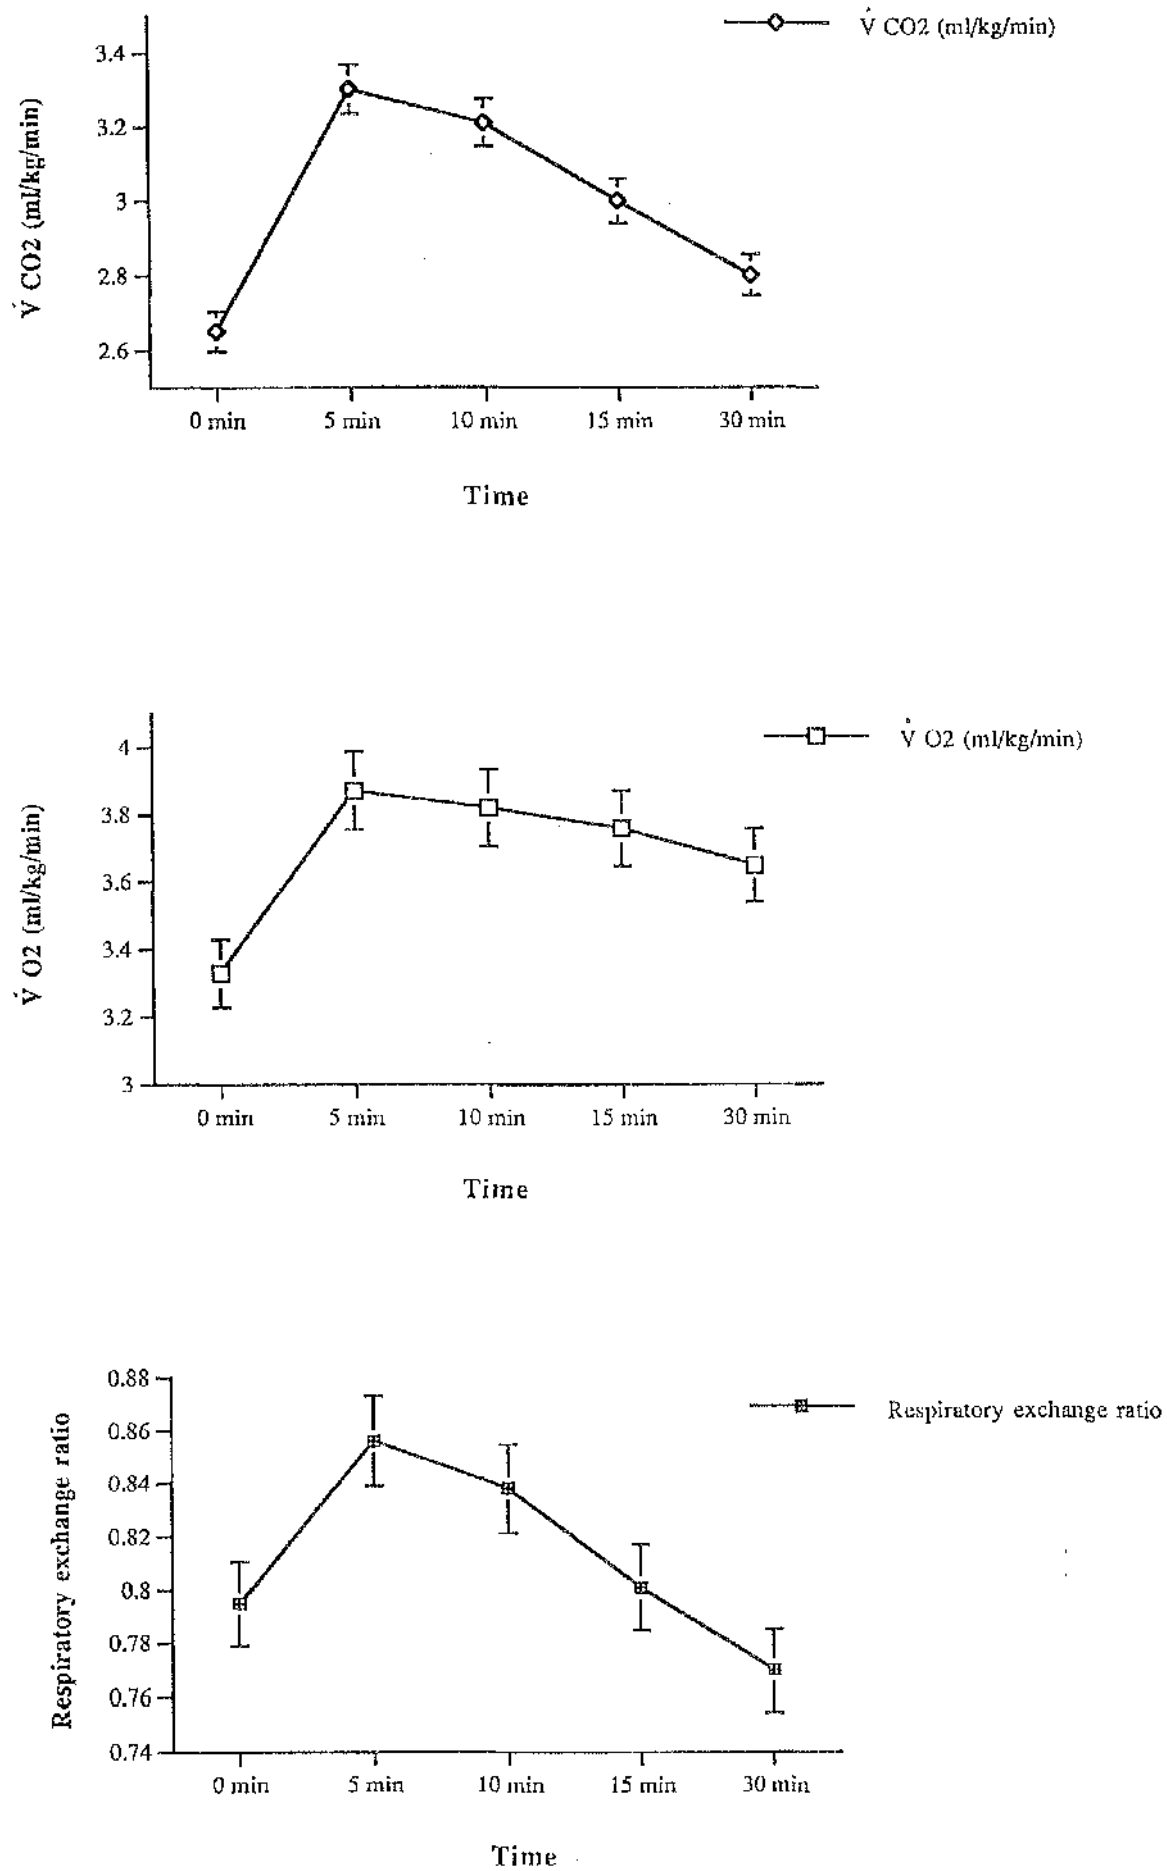 V̇ CO2 (ml/kg/min)
V̇ CO2 (ml/kg/min)
3.4
3.2
3
2.8
2.6
0 min 5 min 10 min 15 min 30 min
Time
V̇ O2 (ml/kg/min)
V̇ O2 (ml/kg/min)
4
3.8
3.6
3.4
3.2
3
0 min 5 min 10 min 15 min 30 min
Time
Respiratory exchange ratio
Respiratory exchange ratio
0.88
0.86
0.84
0.82
0.8
0.78
0.76
0.74
0 min 5 min 10 min 15 min 30 min
Time